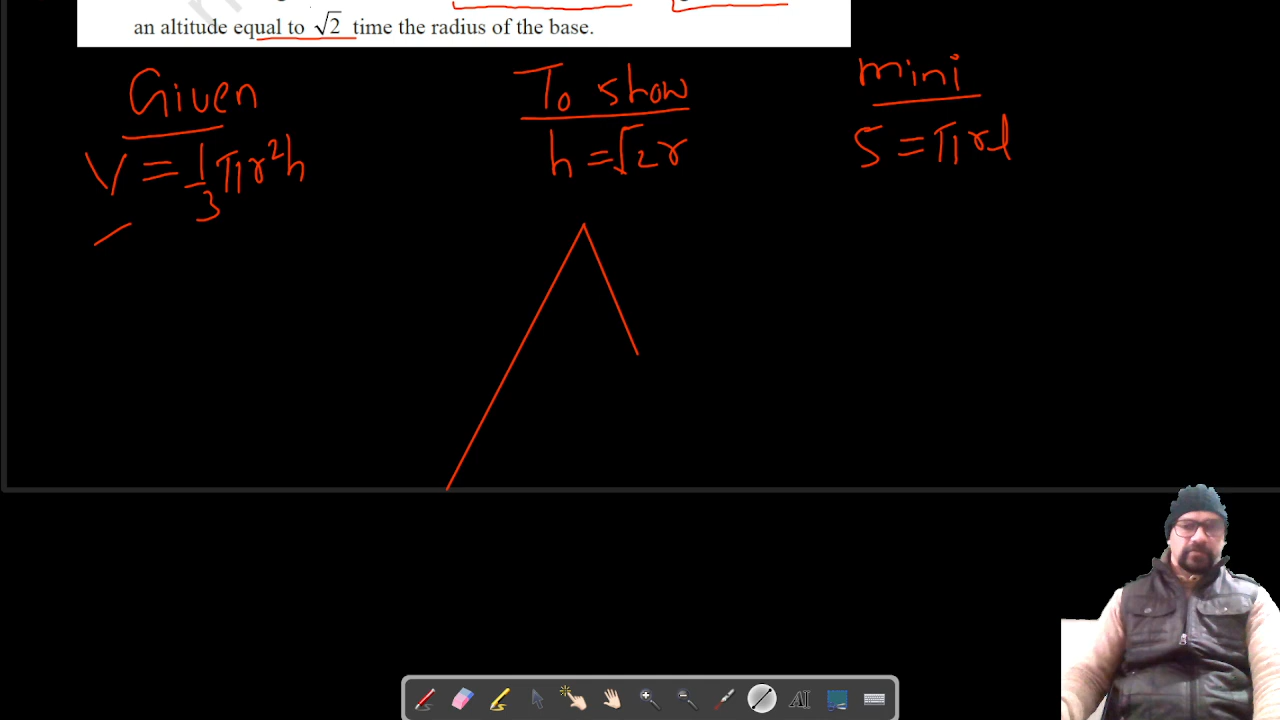 an altitude equal to √2 time the radius of the base.
Given
V = 1/3 πr²h
To show
h = √2 r
mini
S = πrl
AI